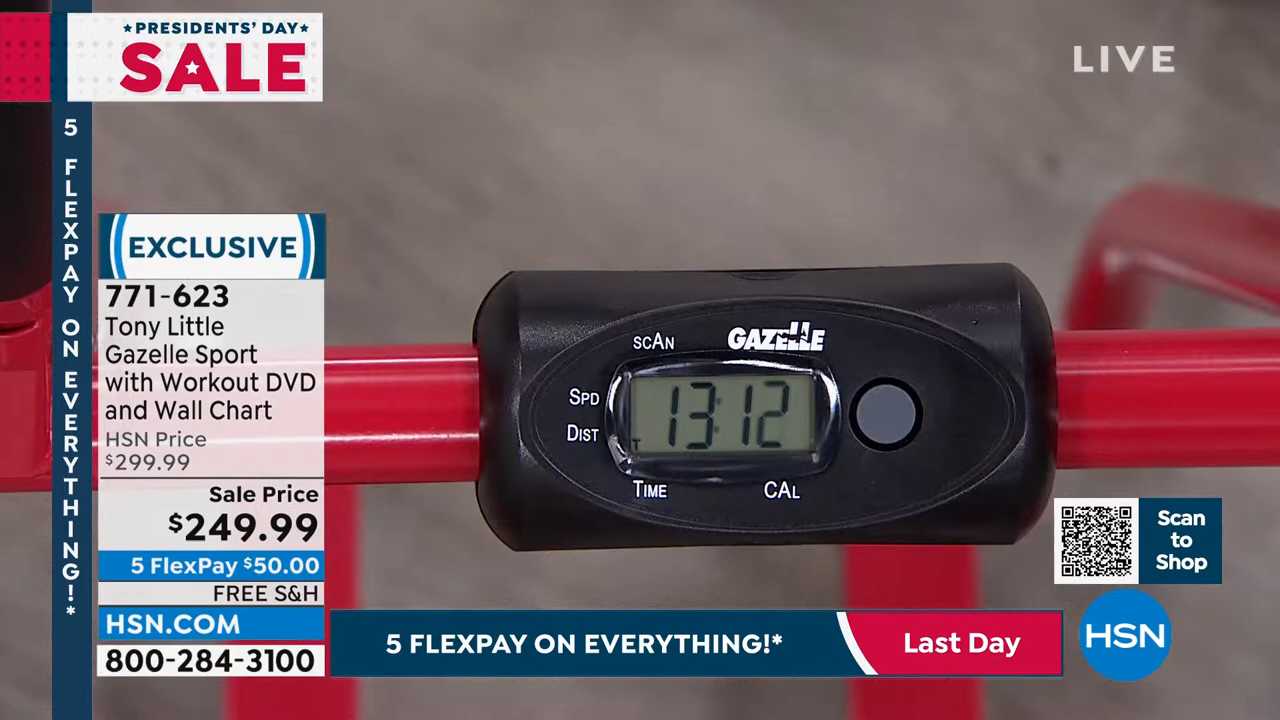 PRESIDENTS' DAY
SALE
LIVE
5 FLEXPAY ON EVERYTHING!*
EXCLUSIVE
771-623
Tony Little
Gazelle Sport
with Workout DVD
and Wall Chart
HSN Price
$299.99
Sale Price
$249.99
5 FlexPay $50.00
FREE S&H
HSN.COM
800-284-3100
SCAN
GAZELLE
SPD
DIST
13:12
T
TIME
CAL
Scan
to
Shop
5 FLEXPAY ON EVERYTHING!*
Last Day
HSN